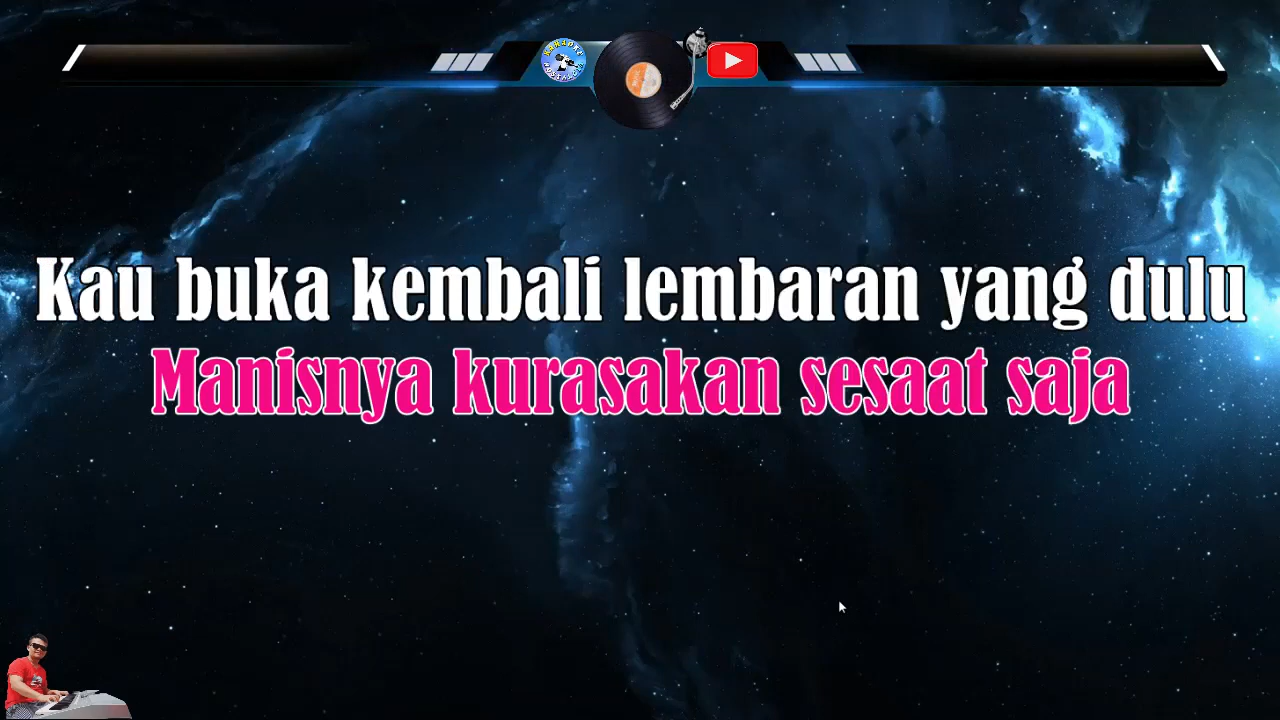 Kau buka kembali lembaran yang dulu
Manisnya kurasakan sesaat saja